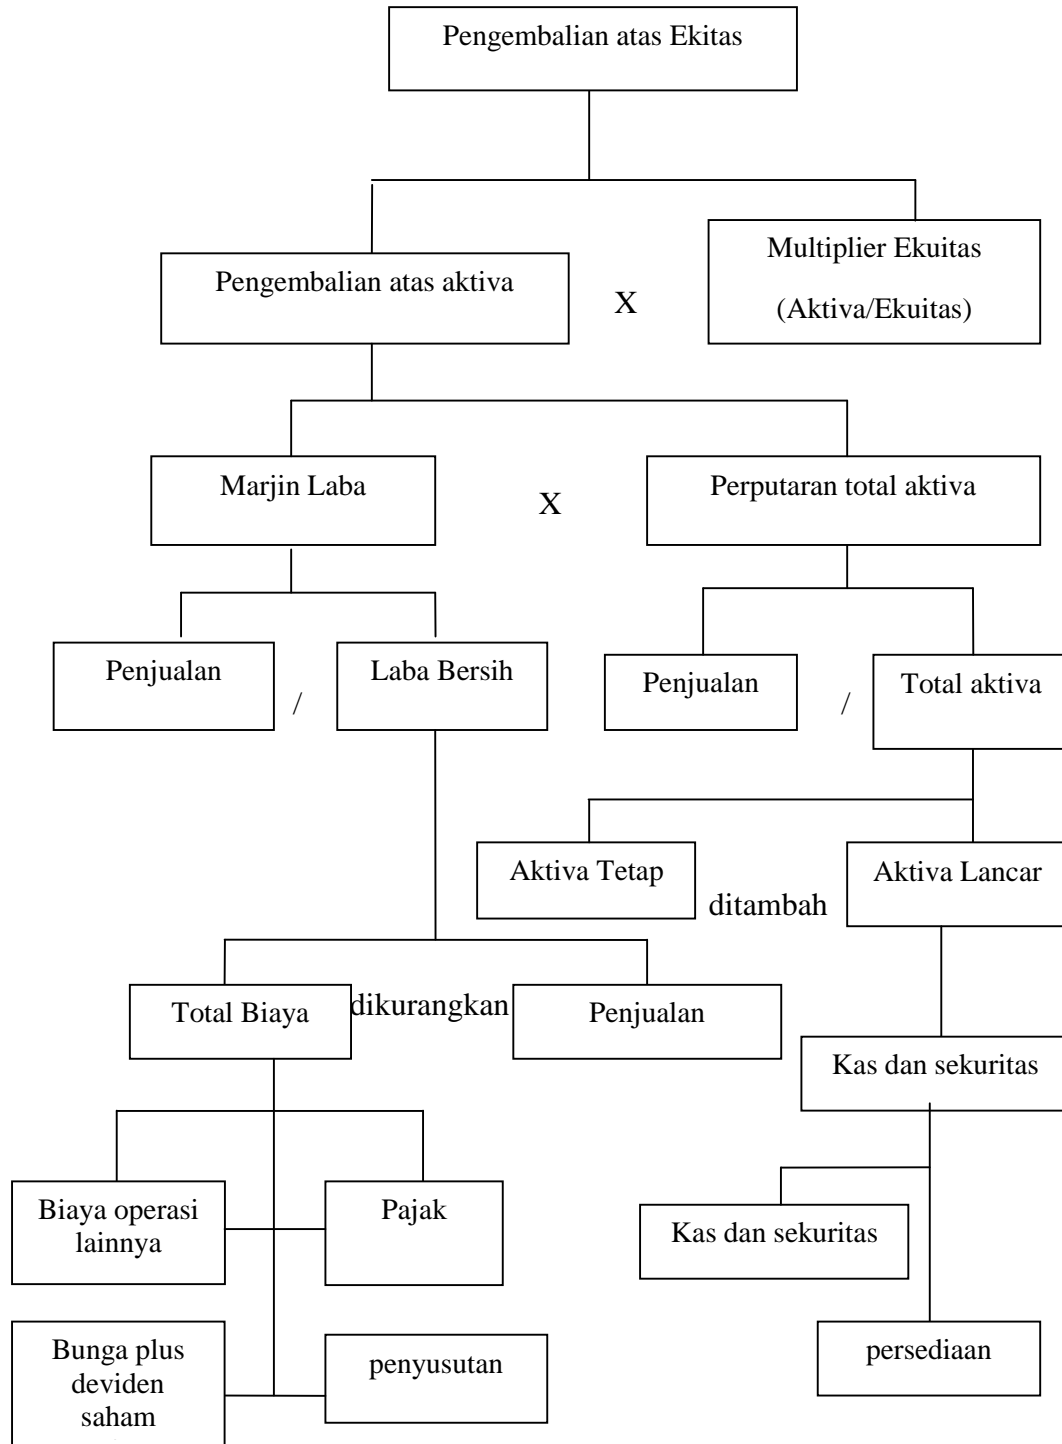 Pengembalian atas Ekitas
Pengembalian atas aktiva
X
Multiplier Ekuitas
(Aktiva/Ekuitas)
Marjin Laba
X
Perputaran total aktiva
Penjualan
/
Laba Bersih
Penjualan
/
Total aktiva
Aktiva Tetap
ditambah
Aktiva Lancar
Total Biaya
dikurangkan
Penjualan
Kas dan sekuritas
Biaya operasi
lainnya
Pajak
Kas dan sekuritas
Bunga plus
deviden
saham
penyusutan
persediaan